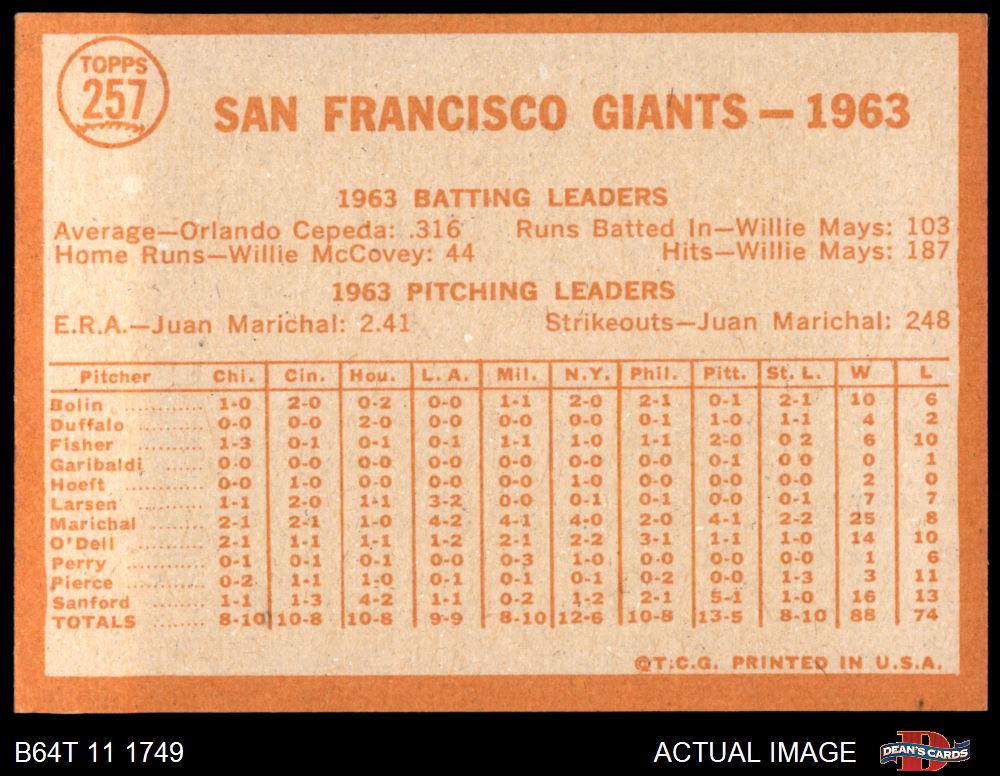 TOPPS
257
SAN FRANCISCO GIANTS — 1963
1963 BATTING LEADERS
Average—Orlando Cepeda: .316 Runs Batted In—Willie Mays: 103
Home Runs—Willie McCovey: 44 Hits—Willie Mays: 187
1963 PITCHING LEADERS
E.R.A.—Juan Marichal: 2.41 Strikeouts—Juan Marichal: 248
Pitcher Chi. Cin. Hou. L.A. Mil. N.Y. Phil. Pitt. St. L. W L
Bolin ............ 1-0 2-0 0-2 0-0 1-1 2-0 2-1 0-1 2-1 10 6
Duffalo .......... 0-0 0-0 2-0 0-0 0-0 0-0 0-1 1-0 1-1 4 2
Fisher ........... 1-3 0-1 0-1 0-1 1-1 1-0 1-1 2-0 0 2 6 10
Garibaldi ...... 0-0 0-0 0-0 0-0 0-0 0-0 0-0 0-1 0-0 0 1
Hoeft ............ 0-0 1-0 0-0 0-0 0-0 1-0 0-0 0-0 0-0 2 0
Larsen .......... 1-1 2-0 1-1 3-2 0-0 0-1 0-1 0-0 0-1 7 7
Marichal ....... 2-1 2-1 1-0 4-2 4-1 4-0 2-0 4-1 2-2 25 8
O'Dell .......... 2-1 1-1 1-1 1-2 2-1 2-2 3-1 1-1 1-0 14 10
Perry ........... 0-1 0-1 0-1 0-0 0-3 1-0 0-0 0-0 0-0 1 6
Pierce .......... 0-2 1-1 1-0 0-1 0-1 0-1 0-2 0-0 1-3 3 11
Sanford ........ 1-1 1-3 4-2 1-1 0-2 1-2 2-1 5-1 1-0 16 13
TOTALS ........ 8-10 10-8 10-8 9-9 8-10 12-6 10-8 13-5 8-10 88 74
©T.C.G. PRINTED IN U.S.A.
B64T 11 1749 ACTUAL IMAGE DEAN'S CARDS